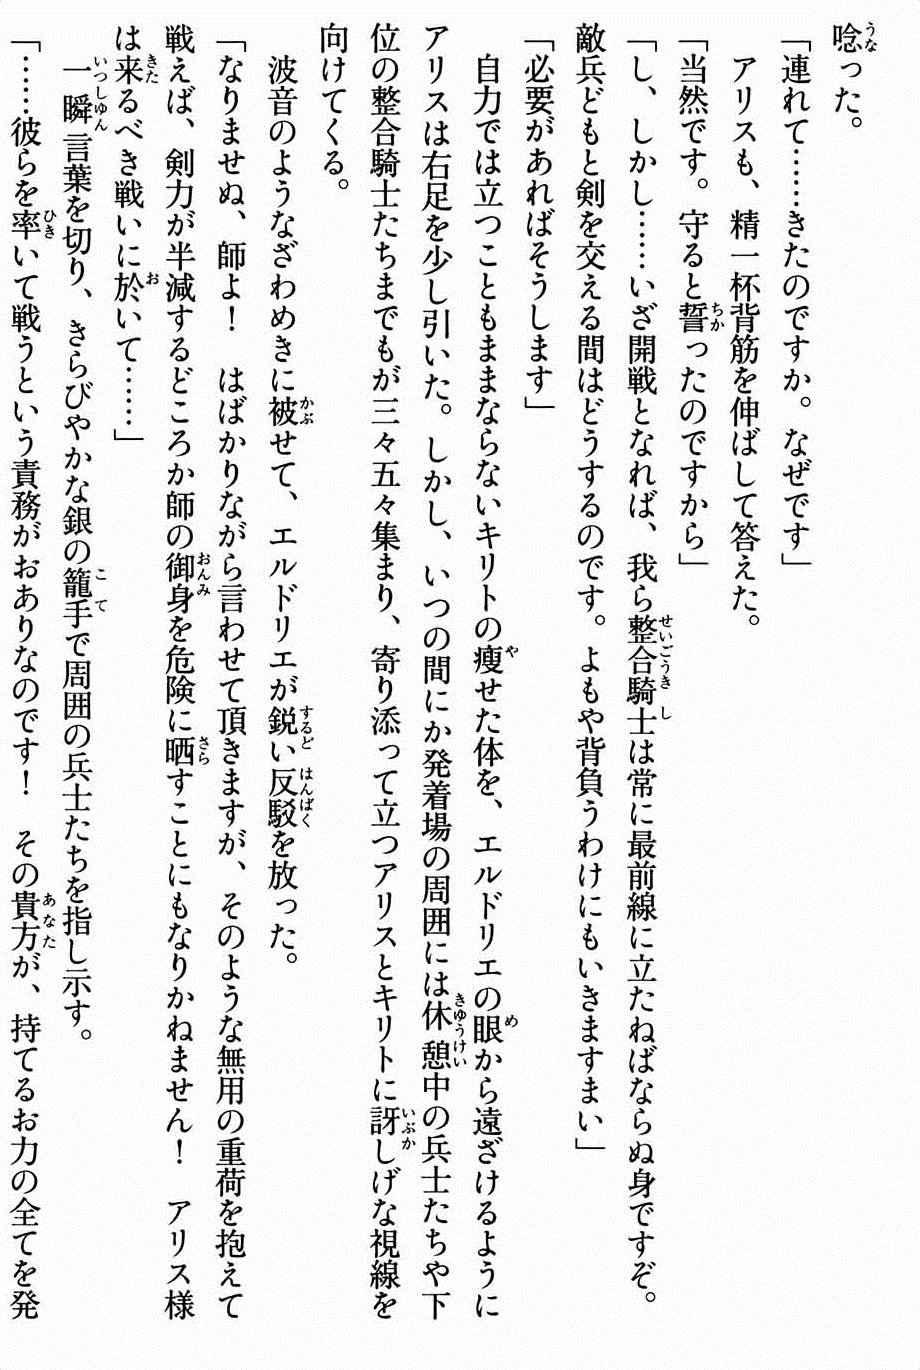 唸った。
「連れて……きたのですか。なぜです」
　アリスも、精一杯背筋を伸ばして答えた。
「当然です。守ると誓ったのですから」
「し、しかし……いざ開戦となれば、我ら整合騎士は常に最前線に立たねばならぬ身ですぞ。
敵兵どもと剣を交える間はどうするのです。よもや背負うわけにもいきますまい」
「必要があればそうします」
　自力では立つこともままならないキリトの痩せた体を、エルドリエの眼から遠ざけるように
アリスは右足を少し引いた。しかし、いつの間にか発着場の周囲には休憩中の兵士たちや下
位の整合騎士たちまでもが三々五々集まり、寄り添って立つアリスとキリトに訝しげな視線を
向けてくる。
　波音のようなざわめきに被せて、エルドリエが鋭い反駁を放った。
「なりませぬ、師よ！　はばかりながら言わせて頂きますが、そのような無用の重荷を抱えて
戦えば、剣力が半減するどころか師の御身を危険に晒すことにもなりかねません！　アリス様
は来るべき戦いに於いて……」
　一瞬言葉を切り、きらびやかな銀の籠手で周囲の兵士たちを指し示す。
「……彼らを率いて戦うという責務がおありなのです！　その貴方が、持てるお力の全てを発